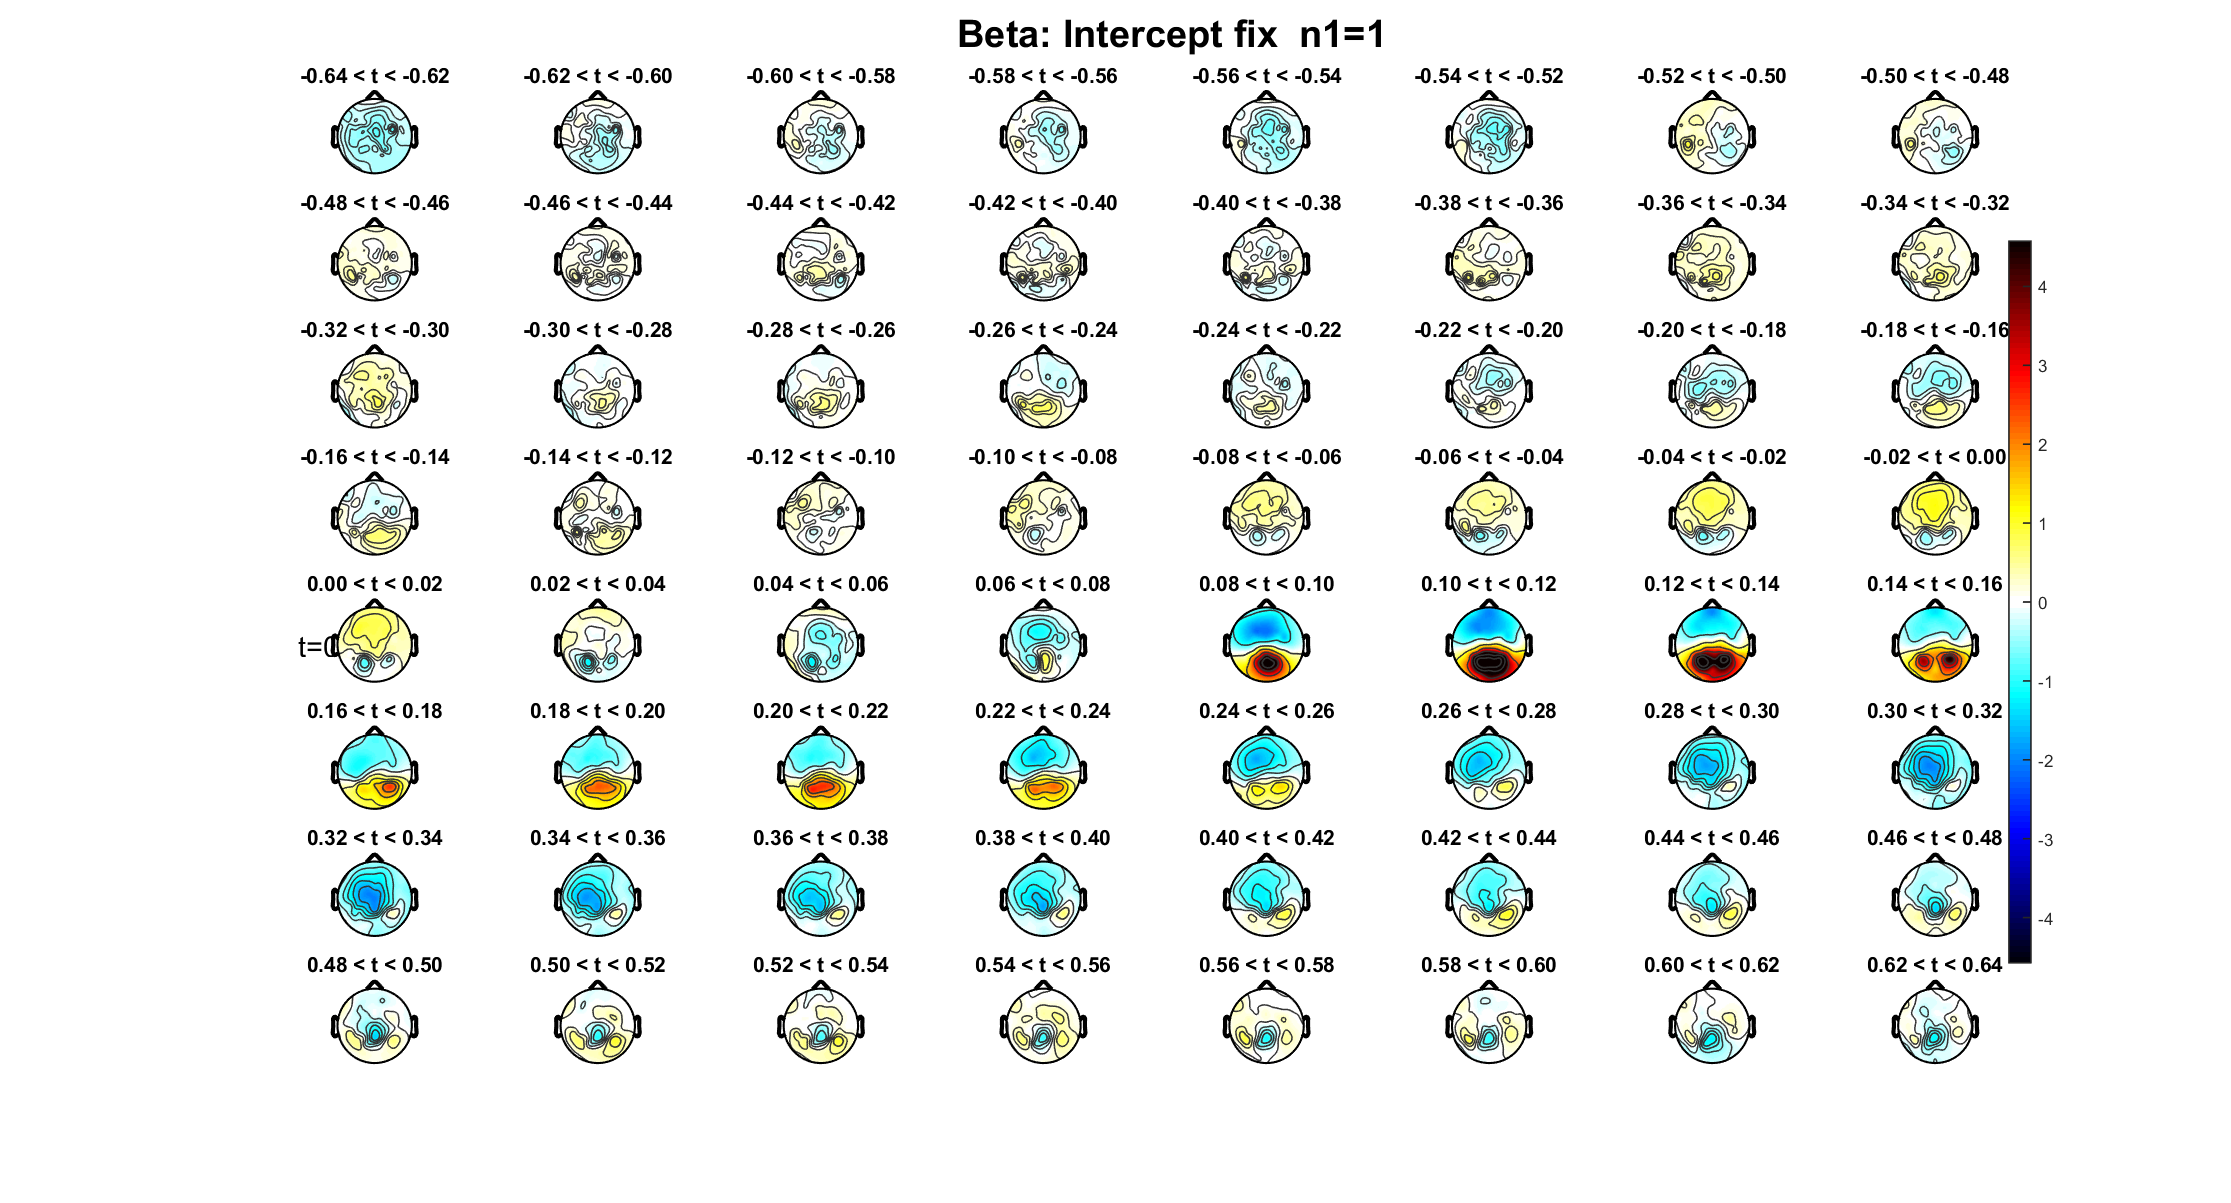 Beta: Intercept fix  n1=1
-0.64 < t < -0.62 -0.62 < t < -0.60 -0.60 < t < -0.58 -0.58 < t < -0.56 -0.56 < t < -0.54 -0.54 < t < -0.52 -0.52 < t < -0.50 -0.50 < t < -0.48
-0.48 < t < -0.46 -0.46 < t < -0.44 -0.44 < t < -0.42 -0.42 < t < -0.40 -0.40 < t < -0.38 -0.38 < t < -0.36 -0.36 < t < -0.34 -0.34 < t < -0.32
4
-0.32 < t < -0.30 -0.30 < t < -0.28 -0.28 < t < -0.26 -0.26 < t < -0.24 -0.24 < t < -0.22 -0.22 < t < -0.20 -0.20 < t < -0.18 -0.18 < t < -0.16
3
2
-0.16 < t < -0.14 -0.14 < t < -0.12 -0.12 < t < -0.10 -0.10 < t < -0.08 -0.08 < t < -0.06 -0.06 < t < -0.04 -0.04 < t < -0.02 -0.02 < t < 0.00
1
0.00 < t < 0.02 0.02 < t < 0.04 0.04 < t < 0.06 0.06 < t < 0.08 0.08 < t < 0.10 0.10 < t < 0.12 0.12 < t < 0.14 0.14 < t < 0.16
0
t=0
-1
0.16 < t < 0.18 0.18 < t < 0.20 0.20 < t < 0.22 0.22 < t < 0.24 0.24 < t < 0.26 0.26 < t < 0.28 0.28 < t < 0.30 0.30 < t < 0.32
-2
0.32 < t < 0.34 0.34 < t < 0.36 0.36 < t < 0.38 0.38 < t < 0.40 0.40 < t < 0.42 0.42 < t < 0.44 0.44 < t < 0.46 0.46 < t < 0.48
-3
-4
0.48 < t < 0.50 0.50 < t < 0.52 0.52 < t < 0.54 0.54 < t < 0.56 0.56 < t < 0.58 0.58 < t < 0.60 0.60 < t < 0.62 0.62 < t < 0.64